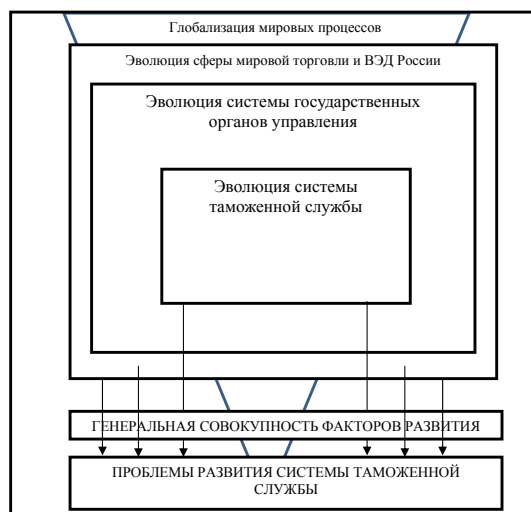 Глобализация мировых процессов
Эволюция сферы мировой торговли и ВЭД России
Эволюция системы государственных
органов управления
Эволюция системы
таможенной службы
ГЕНЕРАЛЬНАЯ СОВОКУПНОСТЬ ФАКТОРОВ РАЗВИТИЯ
ПРОБЛЕМЫ РАЗВИТИЯ СИСТЕМЫ ТАМОЖЕННОЙ
СЛУЖБЫ